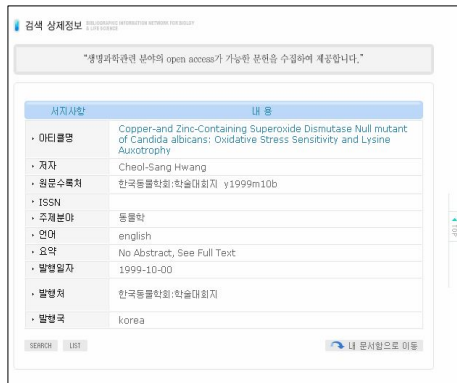 검색 상세정보 BIBLIOGRAPHIC INFORMATION NETWORK FOR BIOLOGY & LIFE SCIENCE
"생명과학관련 분야의 open access가 가능한 문헌을 수집하여 제공합니다."
서지사항 내 용
· 아티클명 Copper-and Zinc-Containing Superoxide Dismutase Null mutant
of Candida albicans: Oxidative Stress Sensitivity and Lysine
Auxotrophy
· 저자 Cheol-Sang Hwang
· 원문수록처 한국동물학회:학술대회지 y1999m10b
· ISSN
· 주제분야 동물학
· 언어 english
· 요약 No Abstract, See Full Text
· 발행일자 1999-10-00
· 발행처 한국동물학회:학술대회지
· 발행국 korea
SEARCH LIST 내 문서함으로 이동
TOP